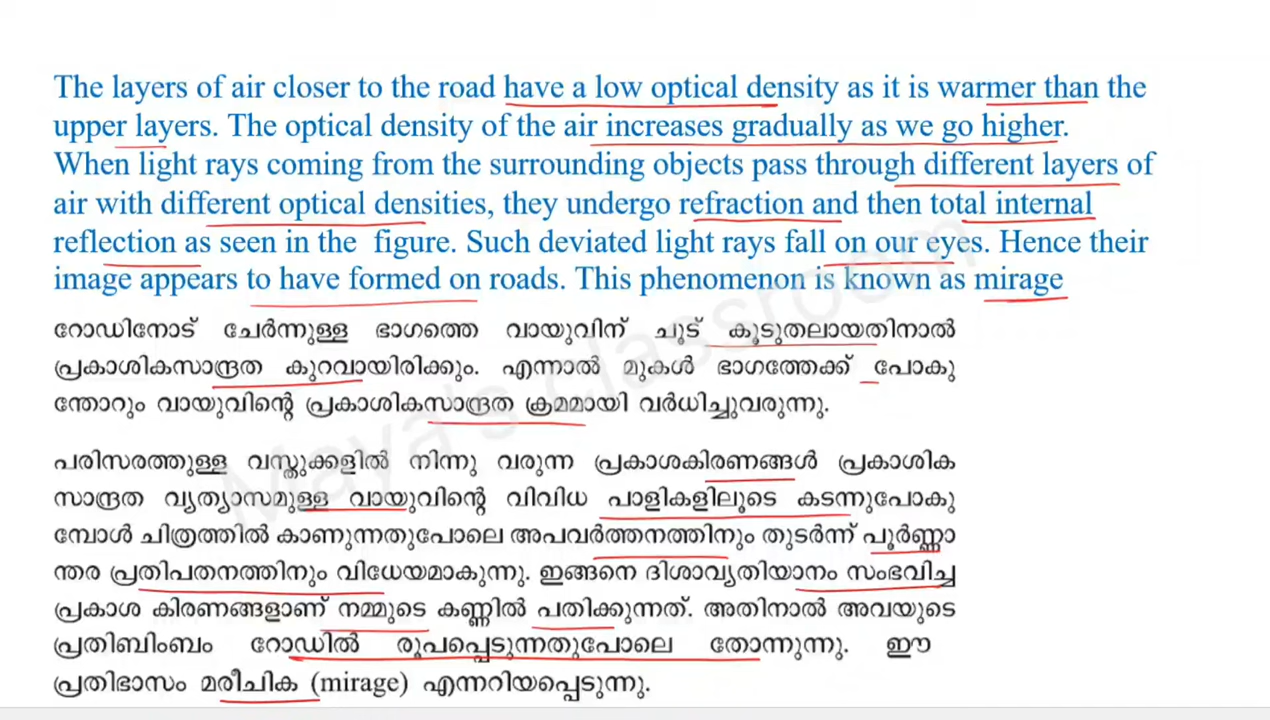 The layers of air closer to the road have a low optical density as it is warmer than the
upper layers. The optical density of the air increases gradually as we go higher.
When light rays coming from the surrounding objects pass through different layers of
air with different optical densities, they undergo refraction and then total internal
reflection as seen in the figure. Such deviated light rays fall on our eyes. Hence their
image appears to have formed on roads. This phenomenon is known as mirage
റോഡിനോട് ചേർന്നുള്ള ഭാഗത്തെ വായുവിന് ചൂട് കൂടുതലായതിനാൽ
പ്രകാശികസാന്ദ്രത കുറവായിരിക്കും. എന്നാൽ മുകൾ ഭാഗത്തേക്ക് പോകു
ന്തോറും വായുവിന്റെ പ്രകാശികസാന്ദ്രത ക്രമമായി വർധിച്ചുവരുന്നു.
പരിസരത്തുള്ള വസ്തുക്കളിൽ നിന്നു വരുന്ന പ്രകാശകിരണങ്ങൾ പ്രകാശിക
സാന്ദ്രത വ്യത്യാസമുള്ള വായുവിന്റെ വിവിധ പാളികളിലൂടെ കടന്നുപോകു
മ്പോൾ ചിത്രത്തിൽ കാണുന്നതുപോലെ അപവർത്തനത്തിനും തുടർന്ന് പൂർണ്ണാ
ന്തര പ്രതിപതനത്തിനും വിധേയമാകുന്നു. ഇങ്ങനെ ദിശാവ്യതിയാനം സംഭവിച്ച
പ്രകാശ കിരണങ്ങളാണ് നമ്മുടെ കണ്ണിൽ പതിക്കുന്നത്. അതിനാൽ അവയുടെ
പ്രതിബിംബം റോഡിൽ രൂപപ്പെടുന്നതുപോലെ തോന്നുന്നു. ഈ
പ്രതിഭാസം മരീചിക (mirage) എന്നറിയപ്പെടുന്നു.
Maya's classroom